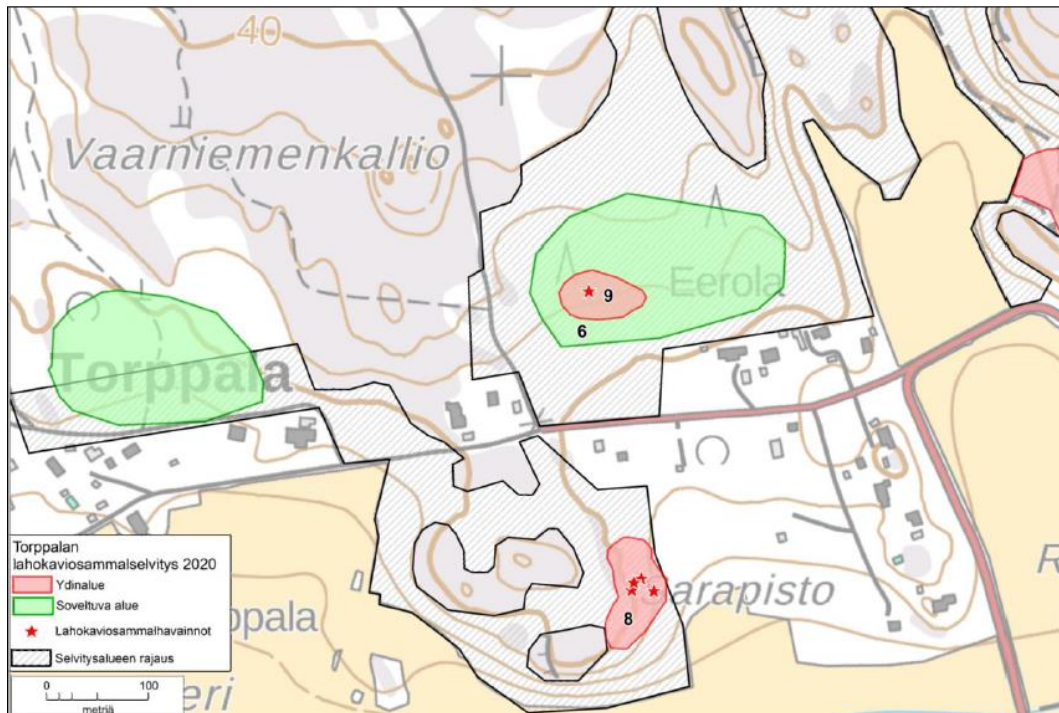 40
Vaarniemenkallio
Eerola
9
6
Torppala
arapisto
8
R
ppala
eri
Torppalan
lahokaviosammalselvitys 2020
Ydinalue
Soveltuva alue
Lahokaviosammalhavainnot
Selvitysalueen rajaus
0 100
metriä